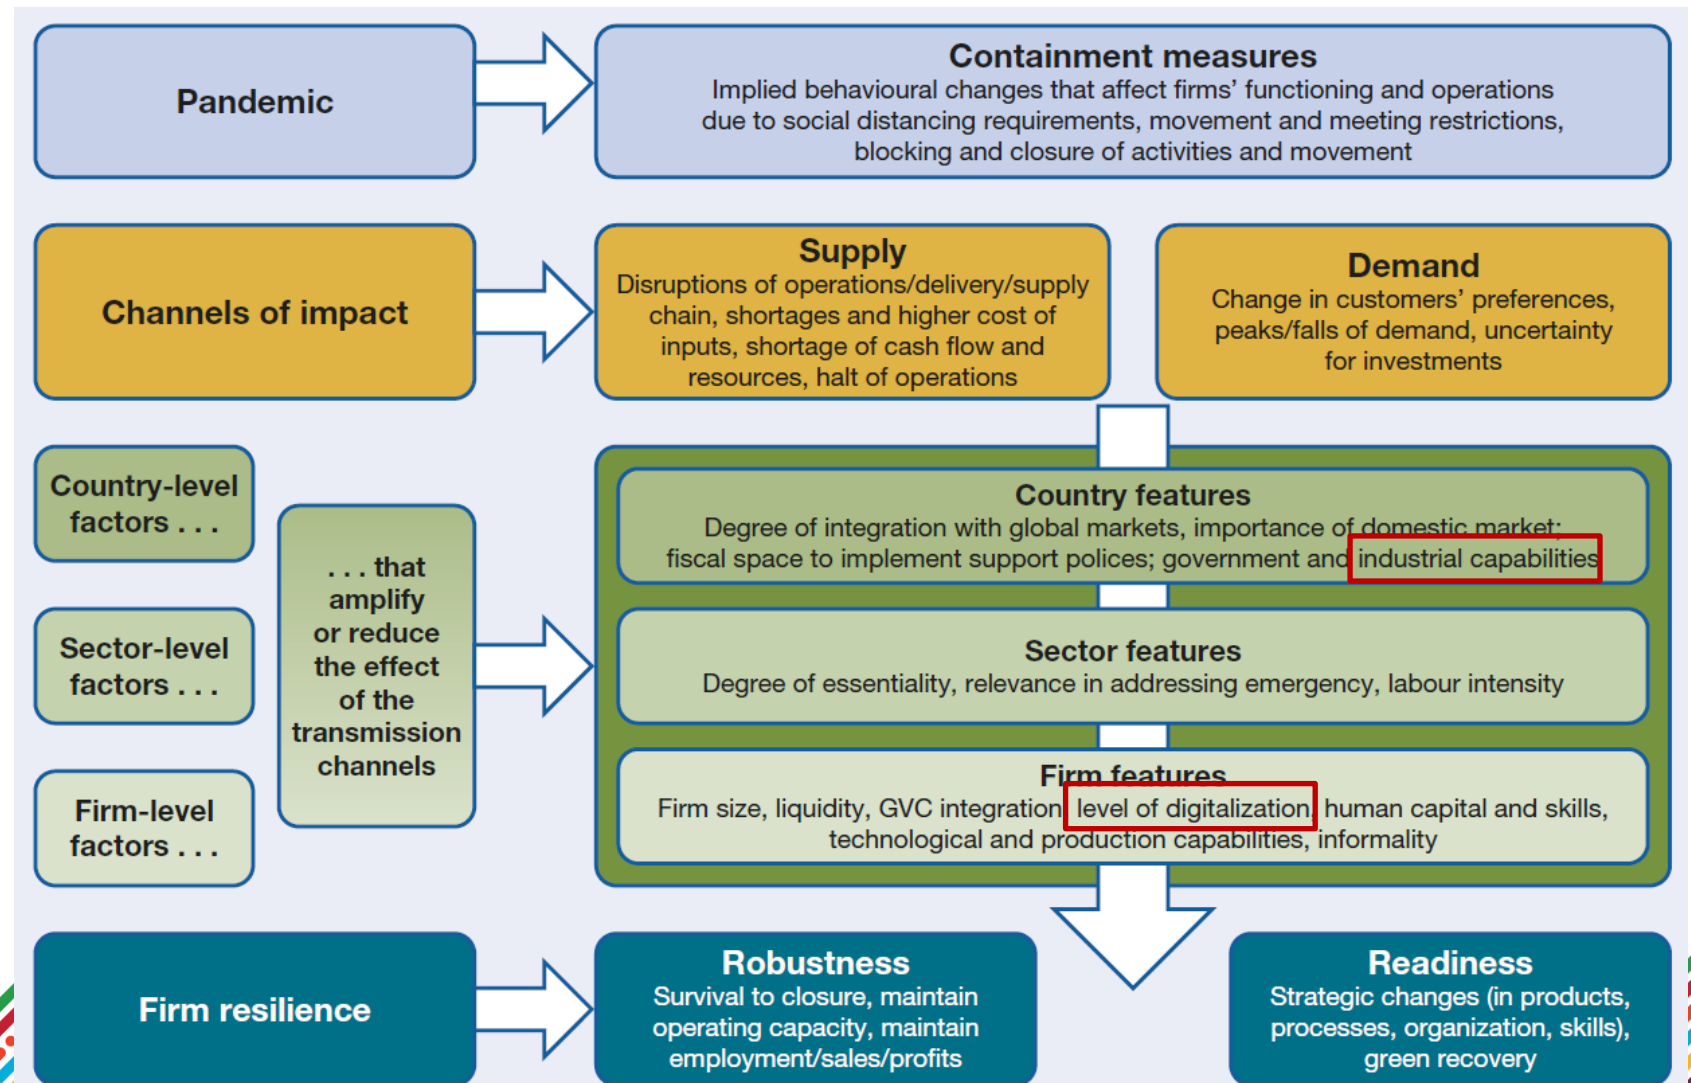 Pandemic
Containment measures
Implied behavioural changes that affect firms’ functioning and operations
due to social distancing requirements, movement and meeting restrictions,
blocking and closure of activities and movement
Channels of impact
Supply
Disruptions of operations/delivery/supply
chain, shortages and higher cost of
inputs, shortage of cash flow and
resources, halt of operations
Demand
Change in customers’ preferences,
peaks/falls of demand, uncertainty
for investments
Country-level
factors . . .
Sector-level
factors . . .
Firm-level
factors . . .
. . . that
amplify
or reduce
the effect
of the
transmission
channels
Country features
Degree of integration with global markets, importance of domestic market;
fiscal space to implement support polices; government and industrial capabilities
Sector features
Degree of essentiality, relevance in addressing emergency, labour intensity
Firm features
Firm size, liquidity, GVC integration, level of digitalization, human capital and skills,
technological and production capabilities, informality
Firm resilience
Robustness
Survival to closure, maintain
operating capacity, maintain
employment/sales/profits
Readiness
Strategic changes (in products,
processes, organization, skills),
green recovery